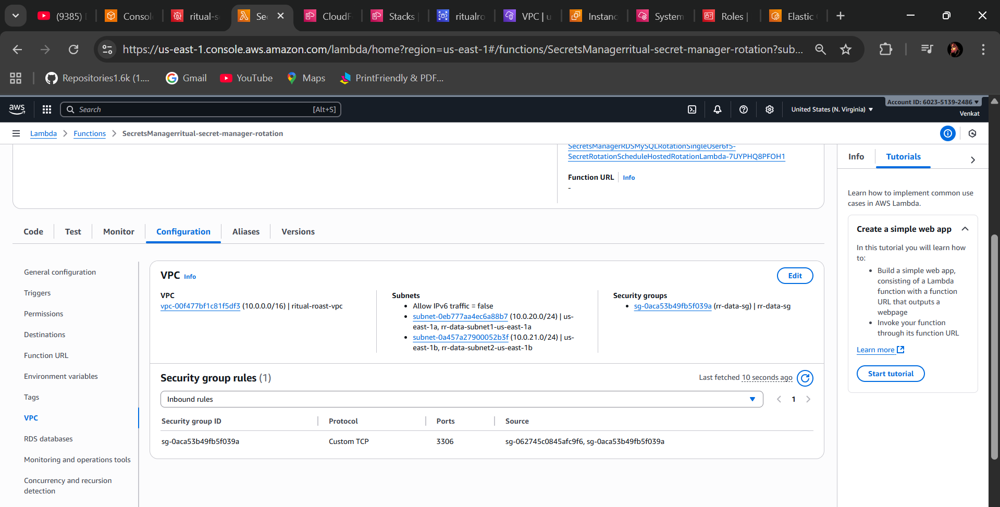 (9385)
Consol
ritual-s
Sec
CloudF
Stacks
ritualro
VPC | u
Instanc
System
Roles |
Elastic
https://us-east-1.console.aws.amazon.com/lambda/home?region=us-east-1#/functions/SecretsManagerritual-secret-manager-rotation?sub...
Repositories1.6k (1....
Gmail
YouTube
Maps
PrintFriendly & PDF...
aws
Search
[Alt+S]
United States (N. Virginia)
Account ID: 6023-5139-2486
Venkat
Lambda
Functions
SecretsManagerritual-secret-manager-rotation
SecretsManagerRDSMySQLRotationSingleUser6f5-
SecretRotationScheduleHostedRotationLambda-7UYPHQ8PFOH1
Function URL
Info
-
Code
Test
Monitor
Configuration
Aliases
Versions
General configuration
Triggers
Permissions
Destinations
Function URL
Environment variables
Tags
VPC
RDS databases
Monitoring and operations tools
Concurrency and recursion
detection
VPC Info
Edit
VPC
vpc-00f477bf1c81f5df3 (10.0.0.0/16) | ritual-roast-vpc
Subnets
• Allow IPv6 traffic = false
• subnet-0eb777aa4ec6a88b7 (10.0.20.0/24) | us-
east-1a, rr-data-subnet1-us-east-1a
• subnet-0a457a27900052b3f (10.0.21.0/24) | us-
east-1b, rr-data-subnet2-us-east-1b
Security groups
• sg-0aca53b49fb5f039a (rr-data-sg) | rr-data-sg
Security group rules (1)
Last fetched 10 seconds ago
Inbound rules
1
Security group ID
Protocol
Ports
Source
sg-0aca53b49fb5f039a
Custom TCP
3306
sg-062745c0845afc9f6, sg-0aca53b49fb5f039a
Info
Tutorials
Learn how to implement common use
cases in AWS Lambda.
Create a simple web app
In this tutorial you will learn how
to:
• Build a simple web app,
consisting of a Lambda
function with a function
URL that outputs a
webpage
• Invoke your function
through its function URL
Learn more
Start tutorial